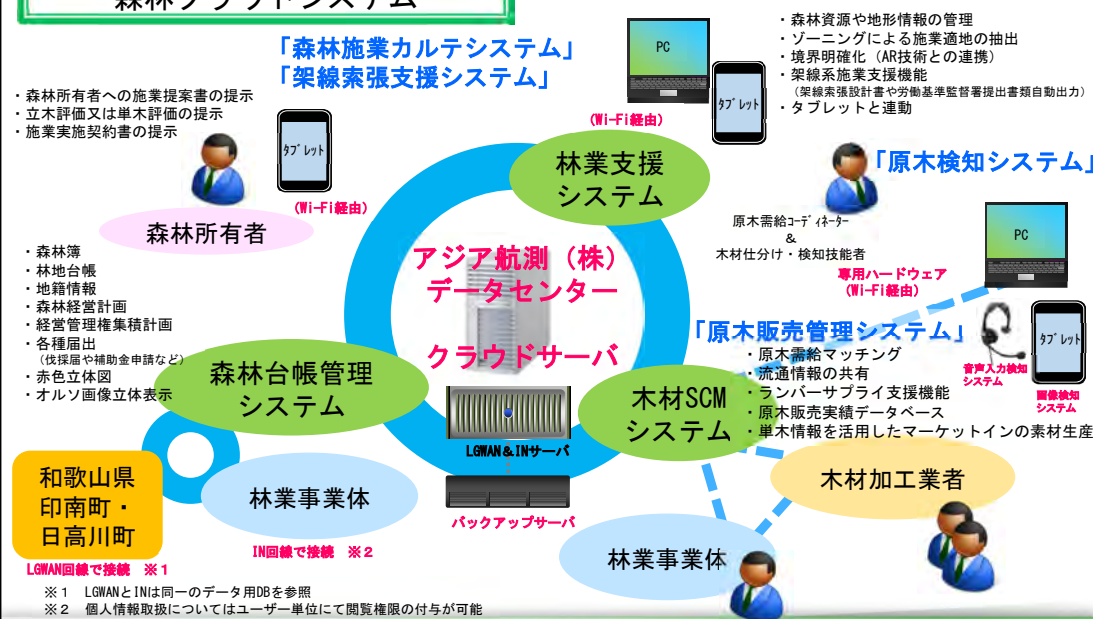 森林クラウドシステム
「森林施業カルテシステム」
「架線索張支援システム」
PC
タブレット
(Wi-Fi経由)
・森林資源や地形情報の管理
・ゾーニングによる施業適地の抽出
・境界明確化（AR技術との連携）
・架線系施業支援機能
（架線索張設計書や労働基準監督署提出書類自動出力）
・タブレットと連動
・森林所有者への施業提案書の提示
・立木評価又は単木評価の提示
・施業実施契約書の提示
タブレット
(Wi-Fi経由)
森林所有者
林業支援
システム
「原木検知システム」
原木需給コーディネーター
&
木材仕分け・検知技能者
PC
専用ハードウェア
(Wi-Fi経由)
タブレット
音声入力検知
システム
画像検知
システム
アジア航測（株）
データセンター
クラウドサーバ
LGWAN＆INサーバ
バックアップサーバ
・森林簿
・林地台帳
・地籍情報
・森林経営計画
・経営管理権集積計画
・各種届出
（伐採届や補助金申請など）
・赤色立体図
・オルソ画像立体表示
森林台帳管理
システム
「原木販売管理システム」
・原木需給マッチング
・流通情報の共有
・ランバーサプライ支援機能
・原木販売実績データベース
・単木情報を活用したマーケットインの素材生産
木材SCM
システム
和歌山県
印南町・
日高川町
LGWAN回線で接続　※１
林業事業体
IN回線で接続　※２
木材加工業者
林業事業体
※１　LGWANとINは同一のデータ用DBを参照
※２　個人情報取扱についてはユーザー単位にて閲覧権限の付与が可能